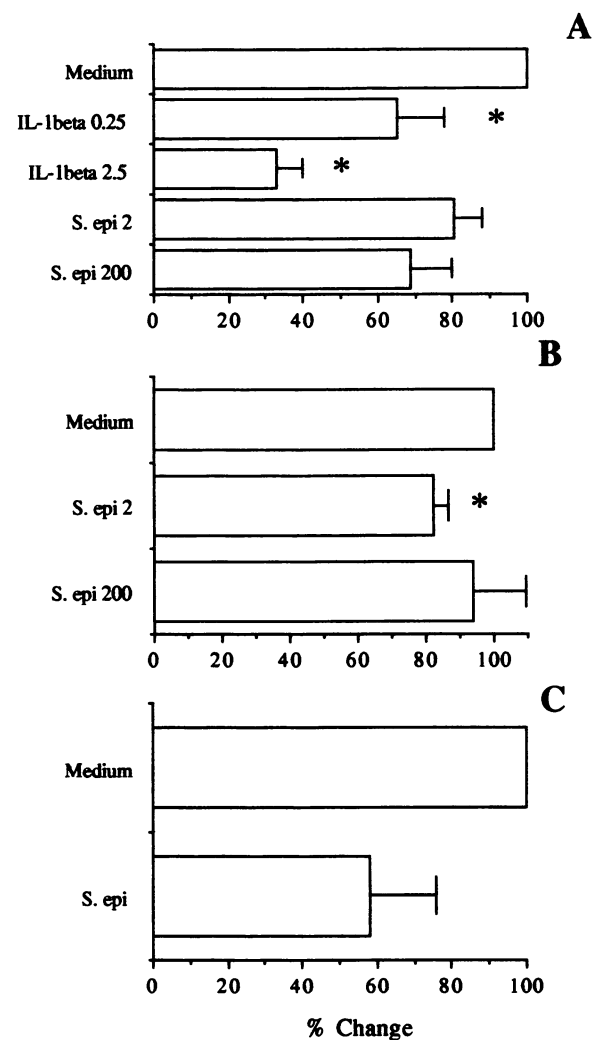 A
Medium
IL-1beta 0.25
*
IL-1beta 2.5
*
S. epi 2
S. epi 200
0 20 40 60 80 100
B
Medium
S. epi 2
*
S. epi 200
0 20 40 60 80 100
C
Medium
S. epi
0 20 40 60 80 100
% Change